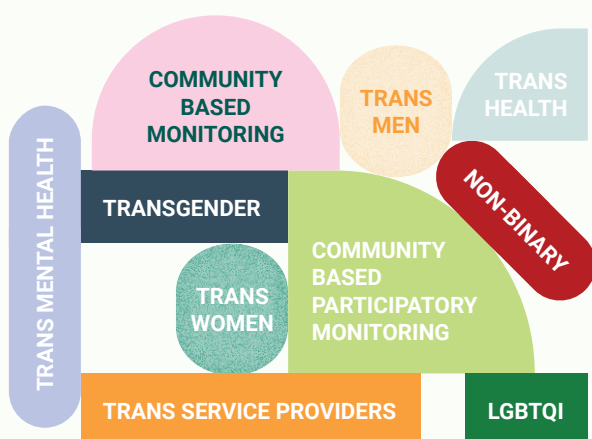 COMMUNITY
BASED
MONITORING
TRANS
MEN
TRANS
HEALTH
NON-BINARY
TRANS MENTAL HEALTH
TRANSGENDER
COMMUNITY
BASED
PARTICIPATORY
MONITORING
TRANS
WOMEN
TRANS SERVICE PROVIDERS
LGBTQI